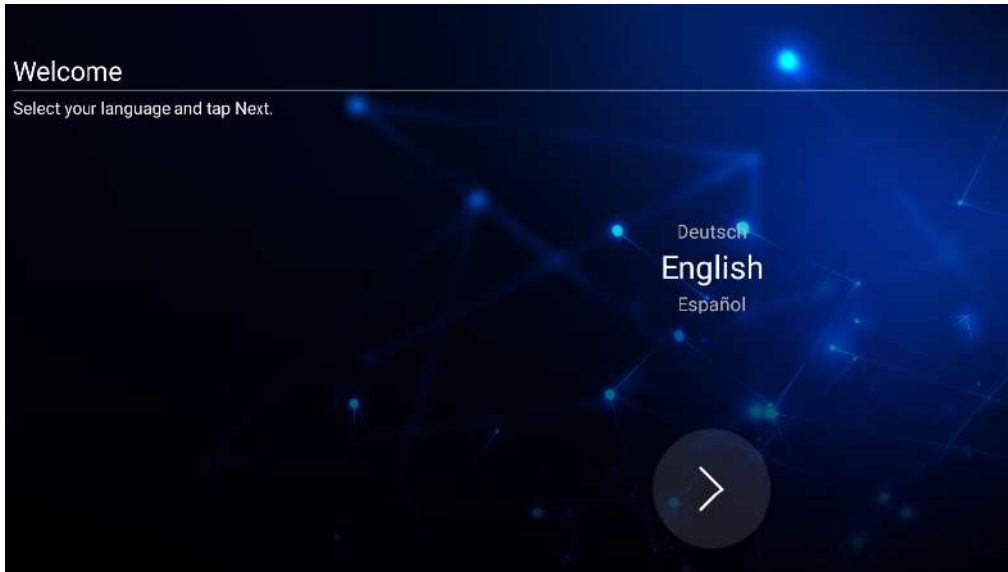 Welcome
Select your language and tap Next.
Deutsch
English
Español